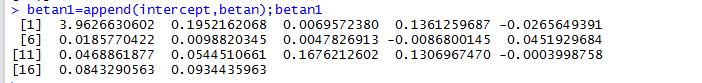 > betan1=append(intercept,betan);betan1
[1] 3.9626630602 0.1952162068 0.0069572380 0.1361259687 -0.0265649391
[6] 0.0185770422 0.0098820345 0.0047826913 -0.0086800145 0.0451929684
[11] 0.0468861877 0.0544510661 0.1676212602 0.1306967470 -0.0003998758
[16] 0.0843290563 0.0934435963